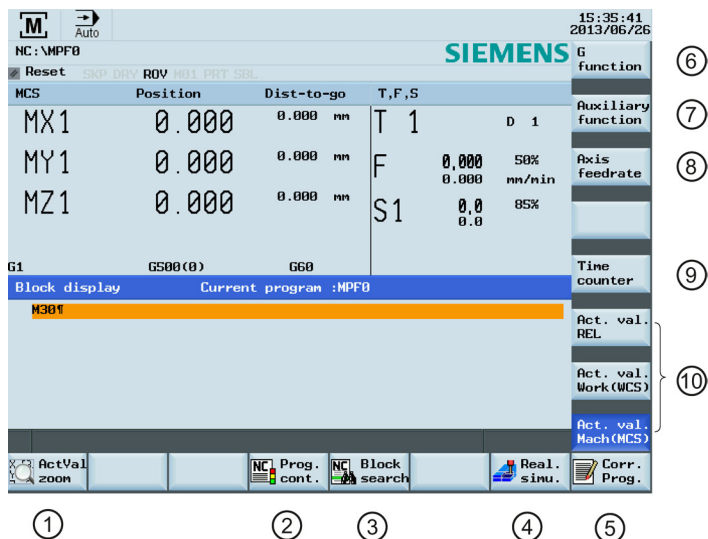 M
Auto
15:35:41
2013/06/26
NC:\MPF0
SIEMENS
Reset SKP DRY ROV M01 PRT SBL
MCS Position Dist-to-go T,F,S
MX1 0.000 0.000 mm T 1 D 1
MY1 0.000 0.000 mm F 0,000 50%
0.000 mm/min
MZ1 0.000 0.000 mm S1 0,0 85%
0.0
G1 G500(0) G60
Block display Current program :MPF0
M30¶
G
function
6
Auxiliary
function
7
Axis
feedrate
8
Time
counter
9
Act. val.
REL
Act. val.
Work(WCS)
10
Act. val.
Mach(MCS)
ActVal
zoom
NC Prog.
cont.
NC Block
search
Real.
simu.
Corr.
Prog.
1 2 3 4 5